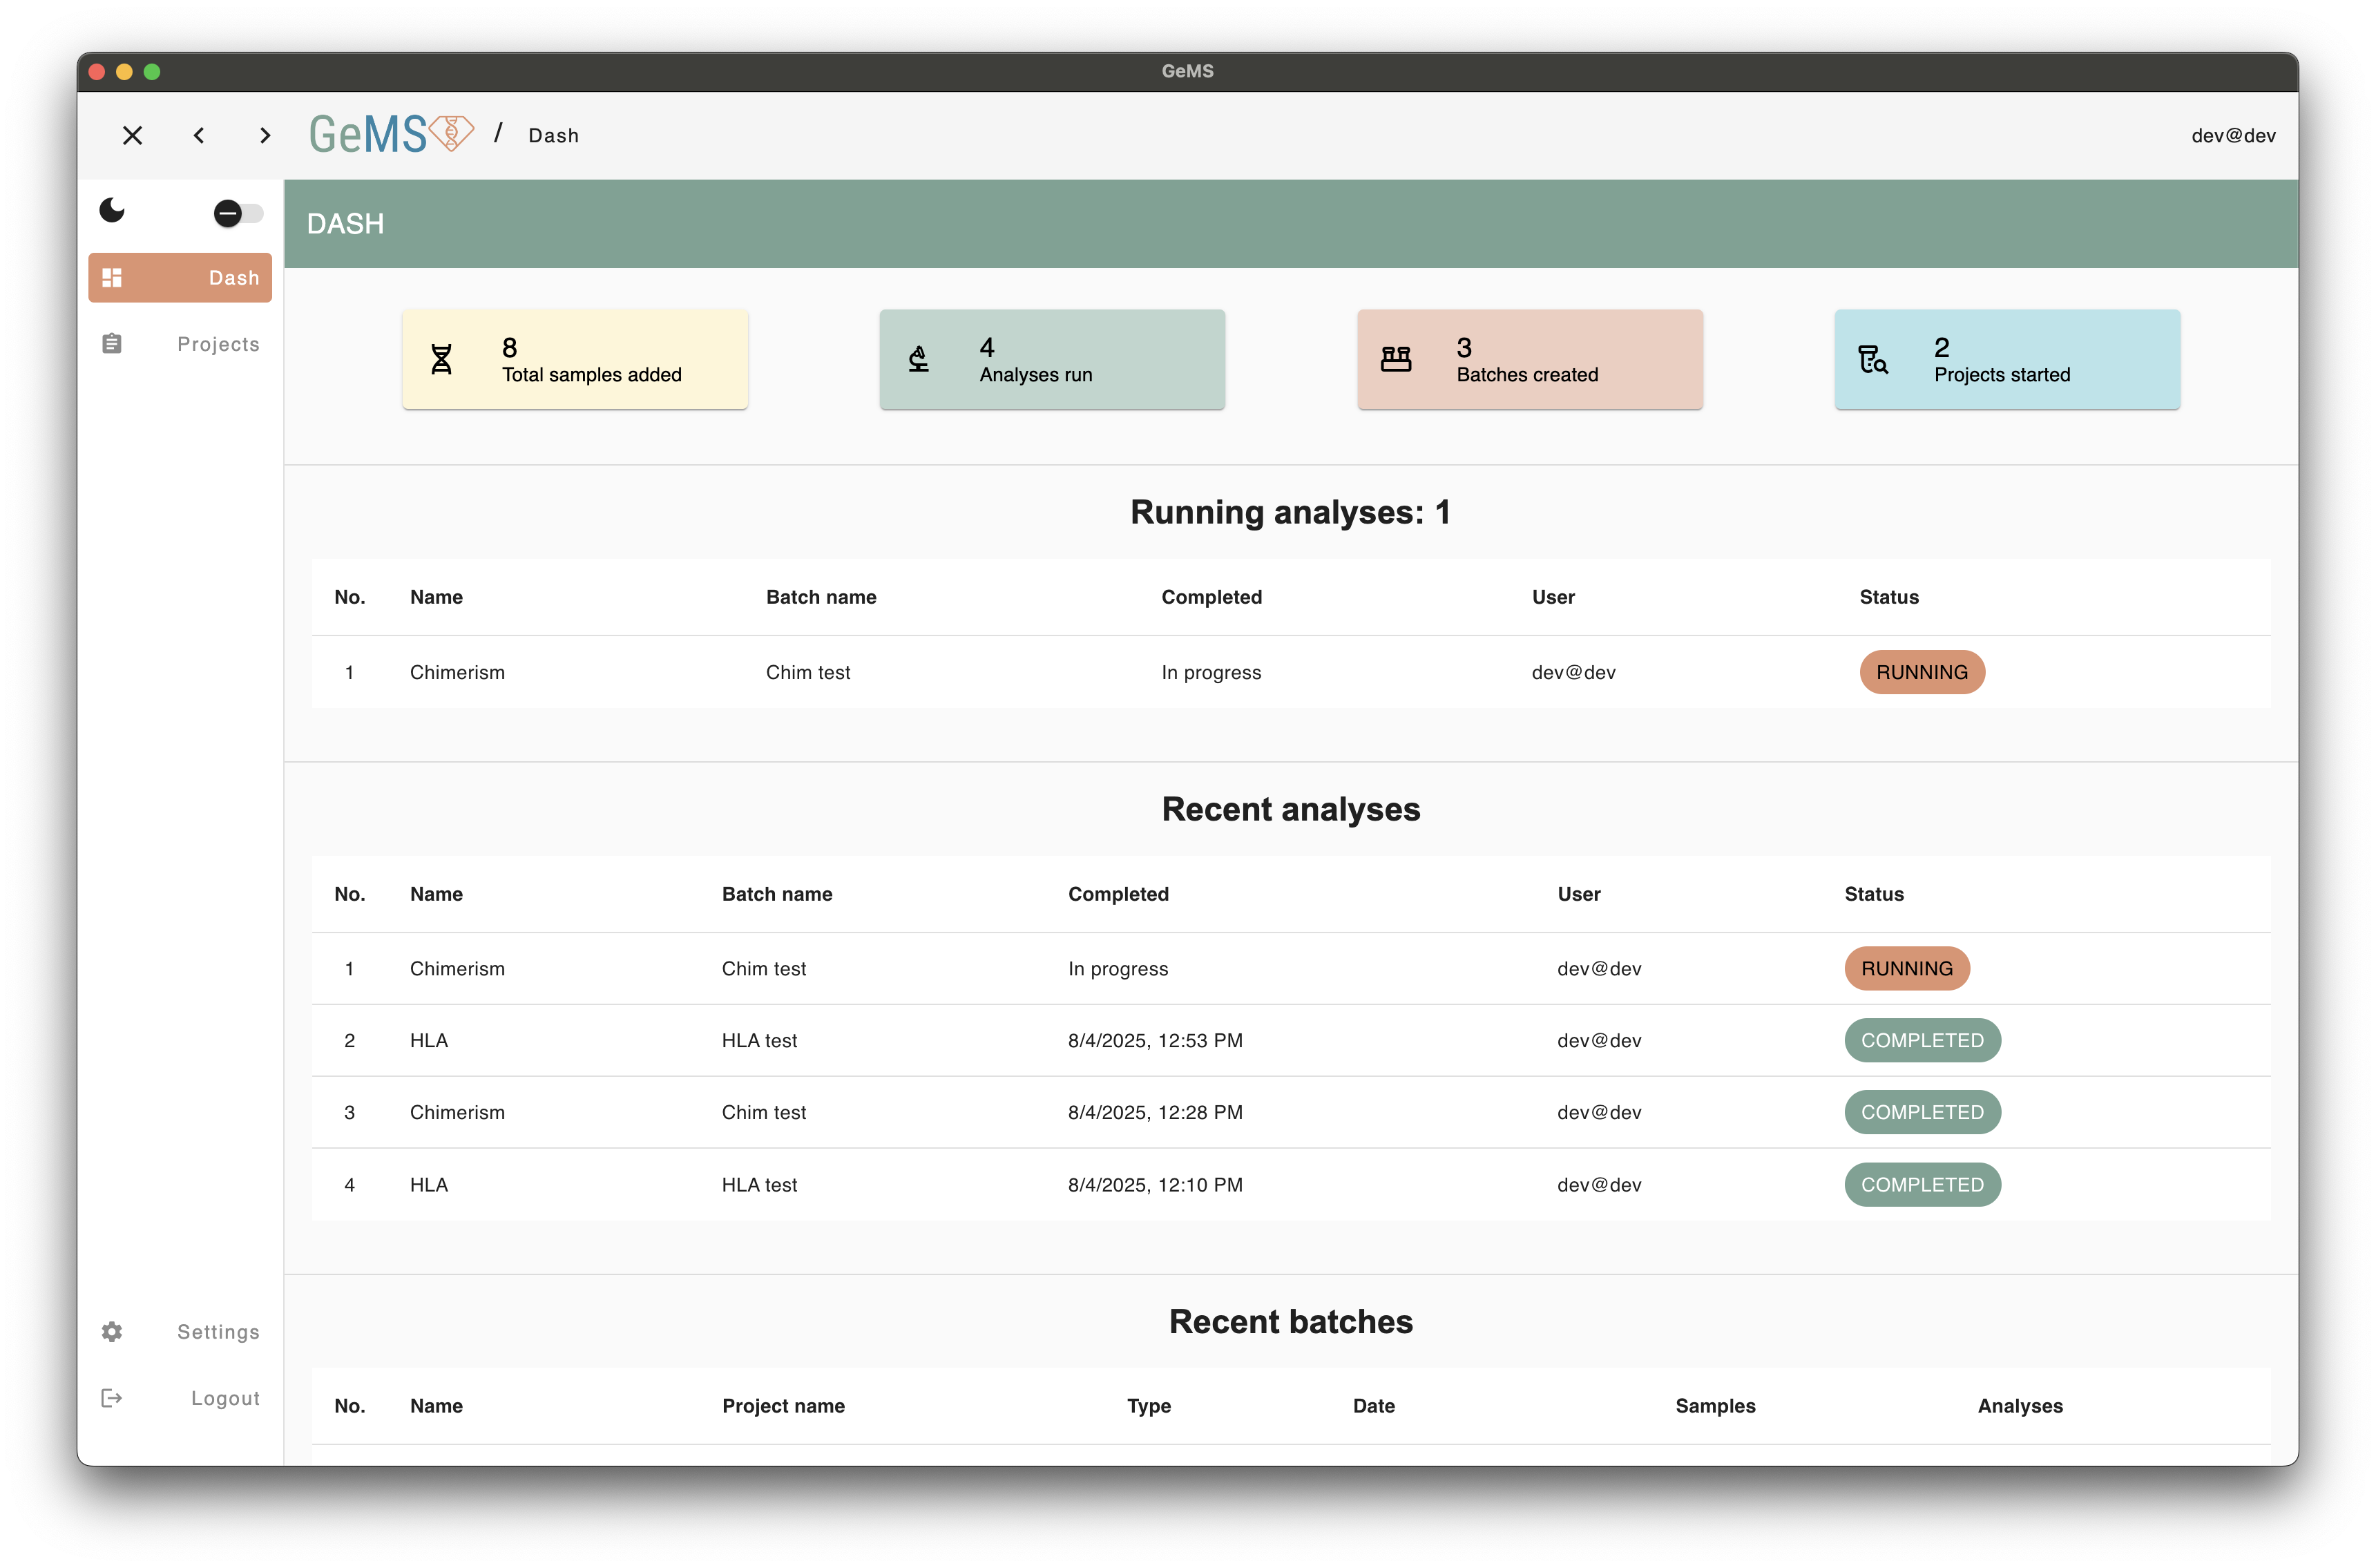 GeMS
GeMS / Dash
dev@dev
Dash
Projects
Settings
Logout
DASH
8
Total samples added
4
Analyses run
3
Batches created
2
Projects started
Running analyses: 1
No. Name Batch name Completed User Status
1 Chimerism Chim test In progress dev@dev RUNNING
Recent analyses
No. Name Batch name Completed User Status
1 Chimerism Chim test In progress dev@dev RUNNING
2 HLA HLA test 8/4/2025, 12:53 PM dev@dev COMPLETED
3 Chimerism Chim test 8/4/2025, 12:28 PM dev@dev COMPLETED
4 HLA HLA test 8/4/2025, 12:10 PM dev@dev COMPLETED
Recent batches
No. Name Project name Type Date Samples Analyses